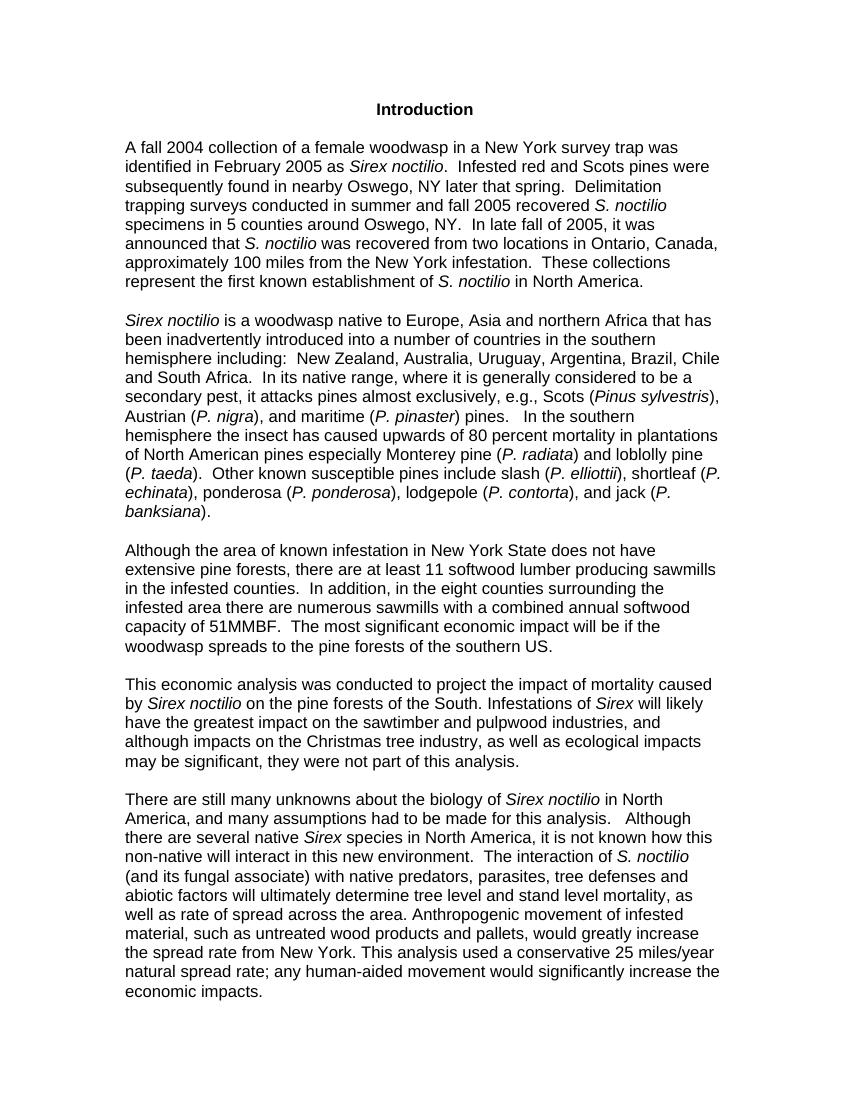 Introduction
A fall 2004 collection of a female woodwasp in a New York survey trap was
identified in February 2005 as Sirex noctilio.  Infested red and Scots pines were
subsequently found in nearby Oswego, NY later that spring.  Delimitation
trapping surveys conducted in summer and fall 2005 recovered S. noctilio
specimens in 5 counties around Oswego, NY.  In late fall of 2005, it was
announced that S. noctilio was recovered from two locations in Ontario, Canada,
approximately 100 miles from the New York infestation.  These collections
represent the first known establishment of S. noctilio in North America.
Sirex noctilio is a woodwasp native to Europe, Asia and northern Africa that has
been inadvertently introduced into a number of countries in the southern
hemisphere including:  New Zealand, Australia, Uruguay, Argentina, Brazil, Chile
and South Africa.  In its native range, where it is generally considered to be a
secondary pest, it attacks pines almost exclusively, e.g., Scots (Pinus sylvestris),
Austrian (P. nigra), and maritime (P. pinaster) pines.   In the southern
hemisphere the insect has caused upwards of 80 percent mortality in plantations
of North American pines especially Monterey pine (P. radiata) and loblolly pine
(P. taeda).  Other known susceptible pines include slash (P. elliottii), shortleaf (P.
echinata), ponderosa (P. ponderosa), lodgepole (P. contorta), and jack (P.
banksiana).
Although the area of known infestation in New York State does not have
extensive pine forests, there are at least 11 softwood lumber producing sawmills
in the infested counties.  In addition, in the eight counties surrounding the
infested area there are numerous sawmills with a combined annual softwood
capacity of 51MMBF.  The most significant economic impact will be if the
woodwasp spreads to the pine forests of the southern US.
This economic analysis was conducted to project the impact of mortality caused
by Sirex noctilio on the pine forests of the South. Infestations of Sirex will likely
have the greatest impact on the sawtimber and pulpwood industries, and
although impacts on the Christmas tree industry, as well as ecological impacts
may be significant, they were not part of this analysis.
There are still many unknowns about the biology of Sirex noctilio in North
America, and many assumptions had to be made for this analysis.   Although
there are several native Sirex species in North America, it is not known how this
non-native will interact in this new environment.  The interaction of S. noctilio
(and its fungal associate) with native predators, parasites, tree defenses and
abiotic factors will ultimately determine tree level and stand level mortality, as
well as rate of spread across the area. Anthropogenic movement of infested
material, such as untreated wood products and pallets, would greatly increase
the spread rate from New York. This analysis used a conservative 25 miles/year
natural spread rate; any human-aided movement would significantly increase the
economic impacts.